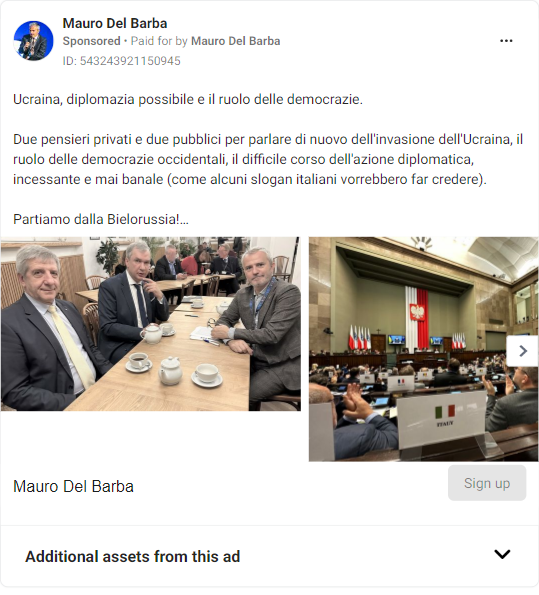 Mauro Del Barba
Sponsored • Paid for by Mauro Del Barba
ID: 543243921150945
Ucraina, diplomazia possibile e il ruolo delle democrazie.
Due pensieri privati e due pubblici per parlare di nuovo dell'invasione dell'Ucraina, il
ruolo delle democrazie occidentali, il difficile corso dell'azione diplomatica,
incessante e mai banale (come alcuni slogan italiani vorrebbero far credere).
Partiamo dalla Bielorussia!...
ITALY
Mauro Del Barba
Sign up
Additional assets from this ad